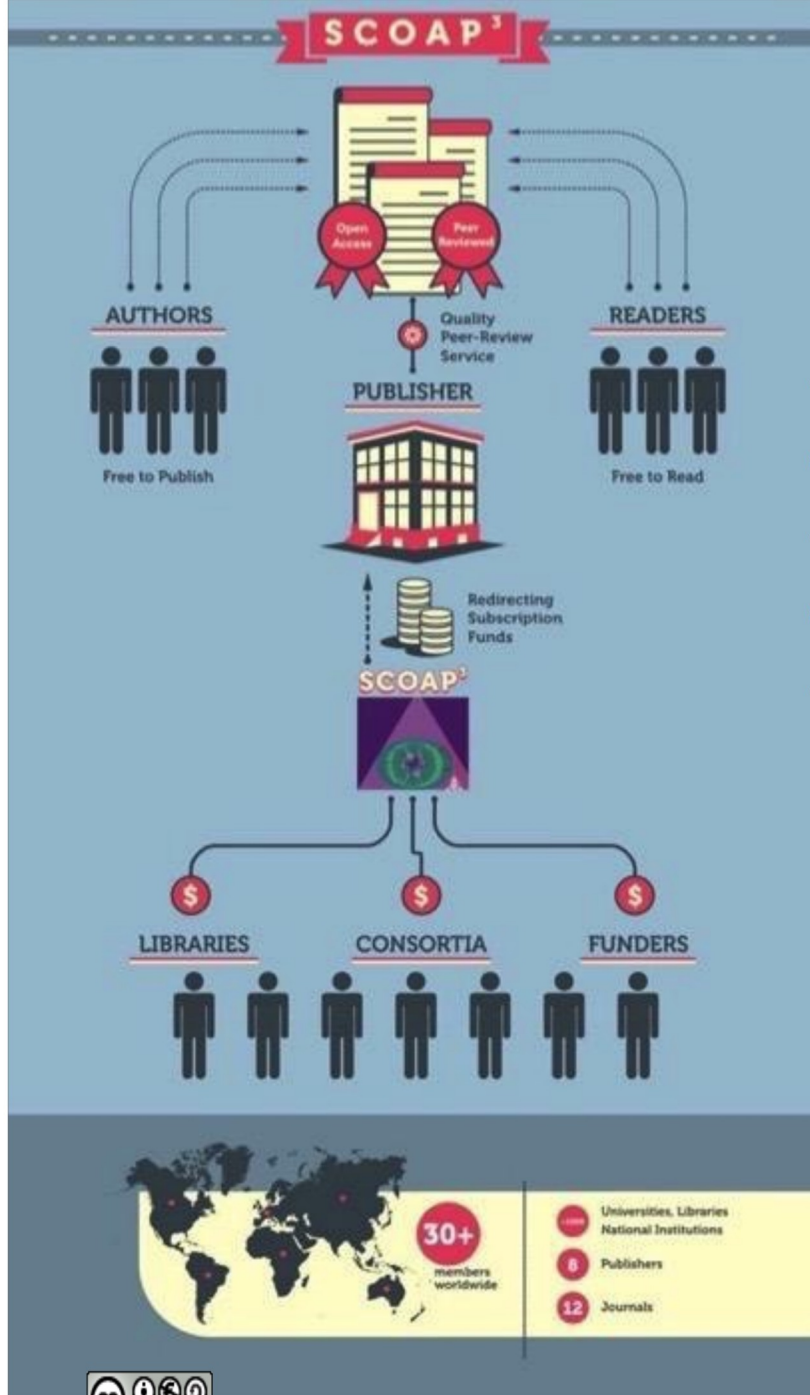 SCOAP³
Open
Access
Peer
Reviewed
AUTHORS
READERS
Quality
Peer-Review
Service
PUBLISHER
Free to Publish
Free to Read
Redirecting
Subscription
Funds
SCOAP³
$
$
$
LIBRARIES
CONSORTIA
FUNDERS
30+
members
worldwide
Universities, Libraries
National Institutions
8
Publishers
12
Journals